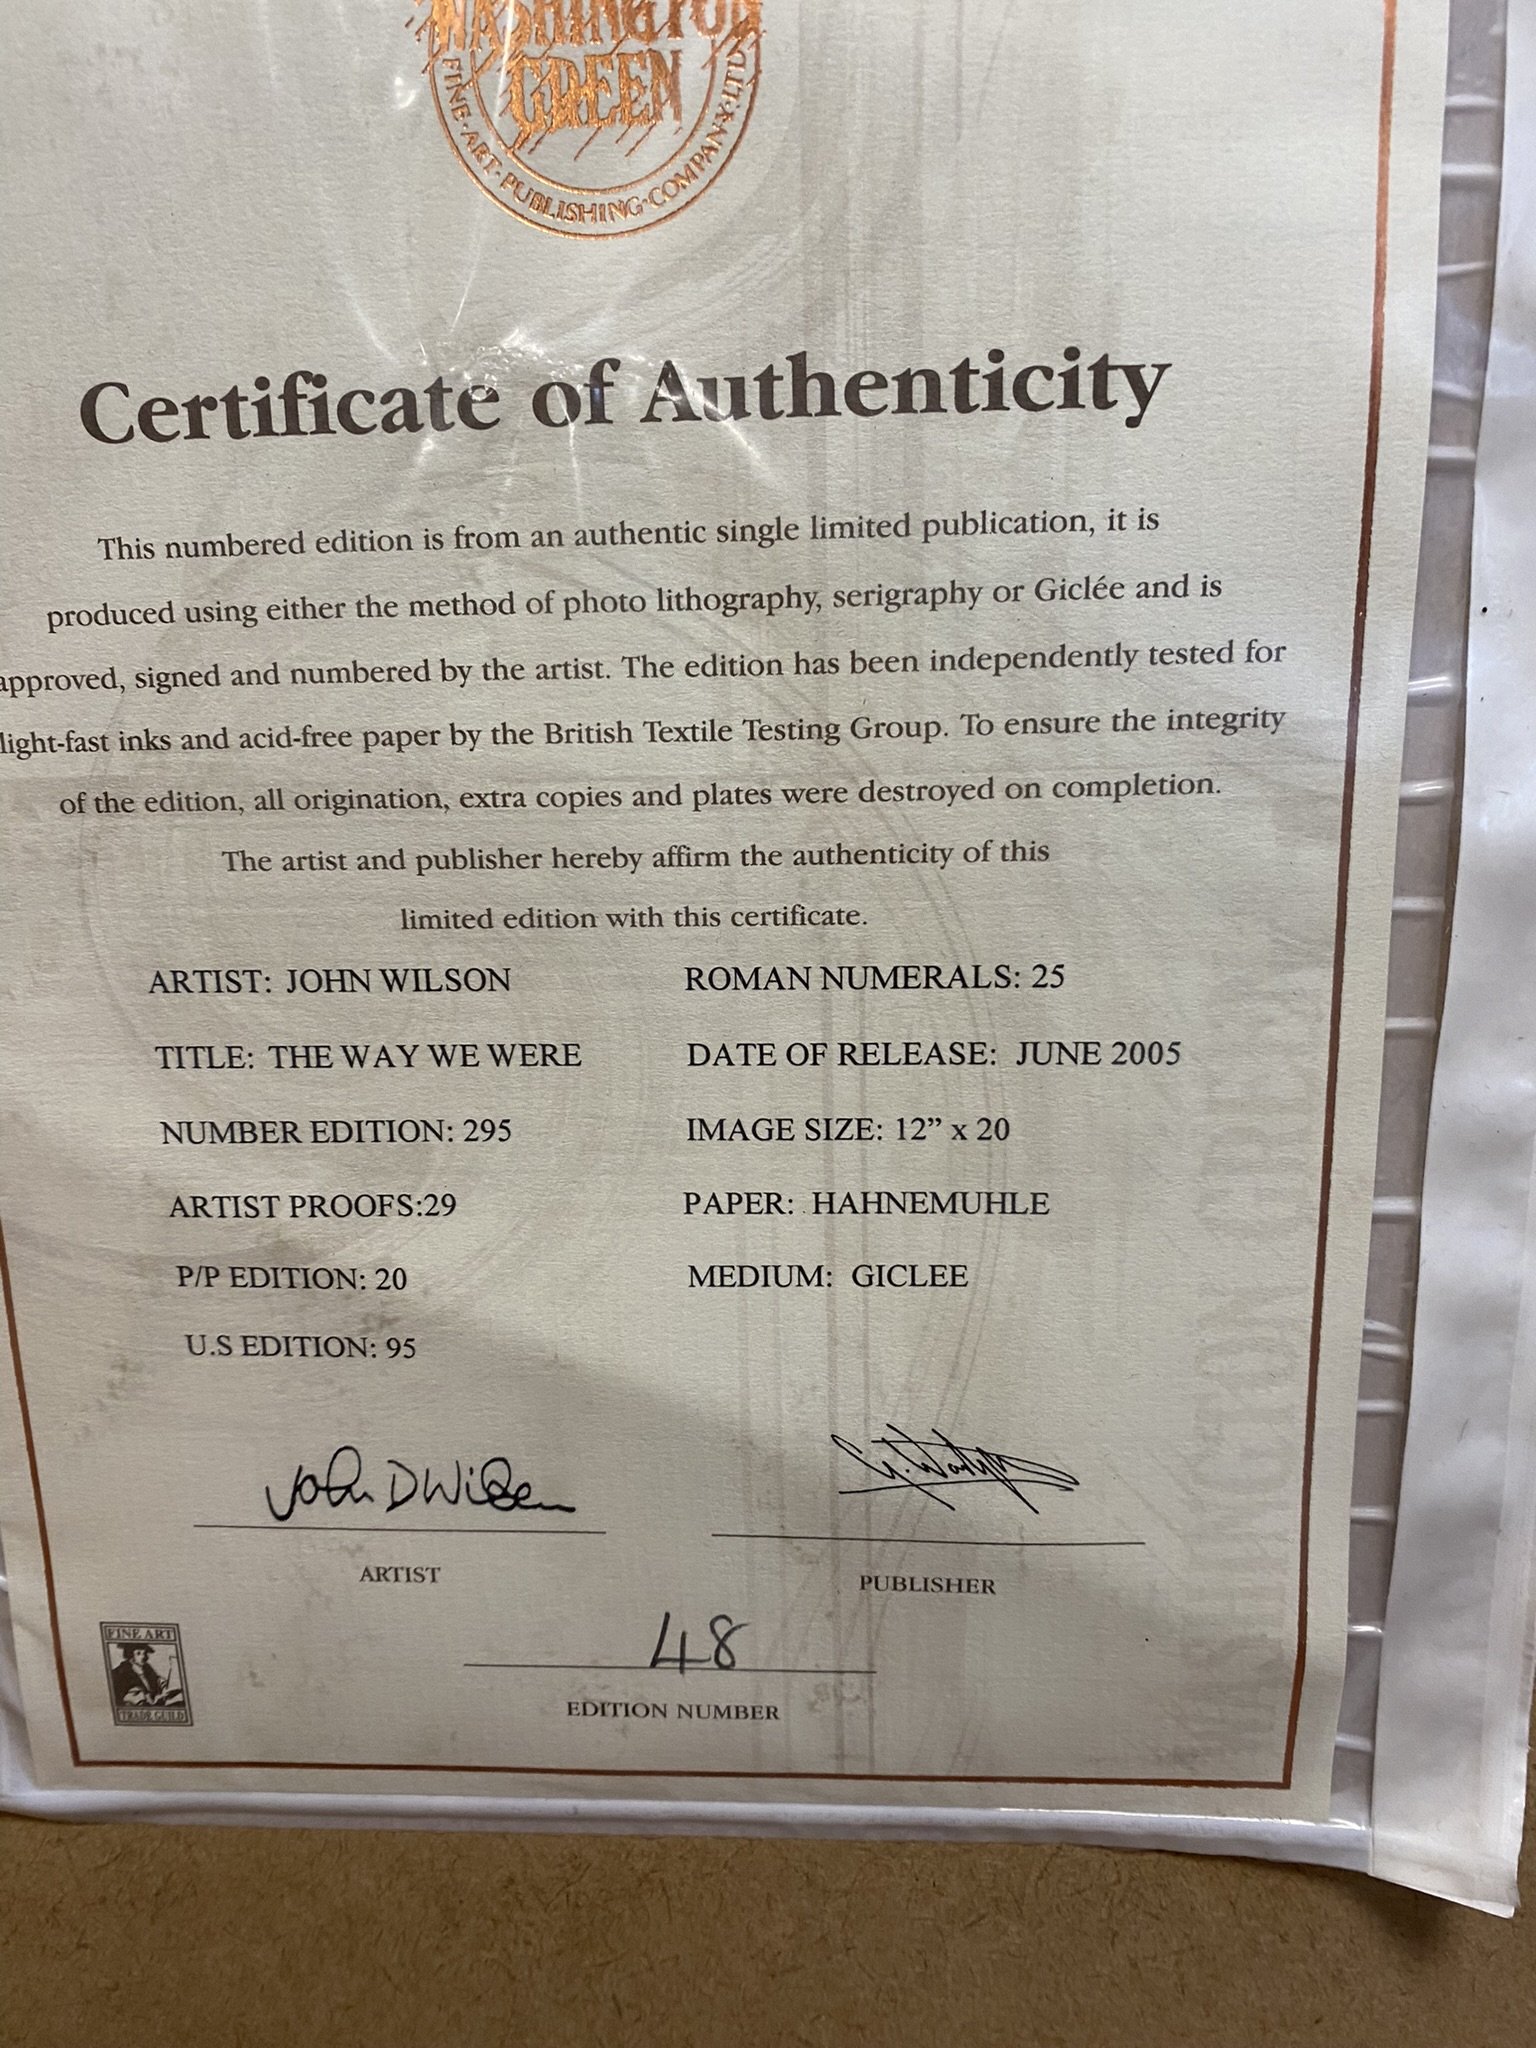 WASHINGTON
GREEN
FINE·ART·PUBLISHING·COMPANY·LTD
Certificate of Authenticity
This numbered edition is from an authentic single limited publication, it is
produced using either the method of photo lithography, serigraphy or Giclée and is
approved, signed and numbered by the artist. The edition has been independently tested for
light-fast inks and acid-free paper by the British Textile Testing Group. To ensure the integrity
of the edition, all origination, extra copies and plates were destroyed on completion.
The artist and publisher hereby affirm the authenticity of this
limited edition with this certificate.
ARTIST: JOHN WILSON
ROMAN NUMERALS: 25
TITLE: THE WAY WE WERE
DATE OF RELEASE: JUNE 2005
NUMBER EDITION: 295
IMAGE SIZE: 12” x 20
ARTIST PROOFS:29
PAPER: HAHNEMUHLE
P/P EDITION: 20
MEDIUM: GICLEE
U.S EDITION: 95
John D Wilson
ARTIST
PUBLISHER
48
EDITION NUMBER
FINE ART
TRADE GUILD